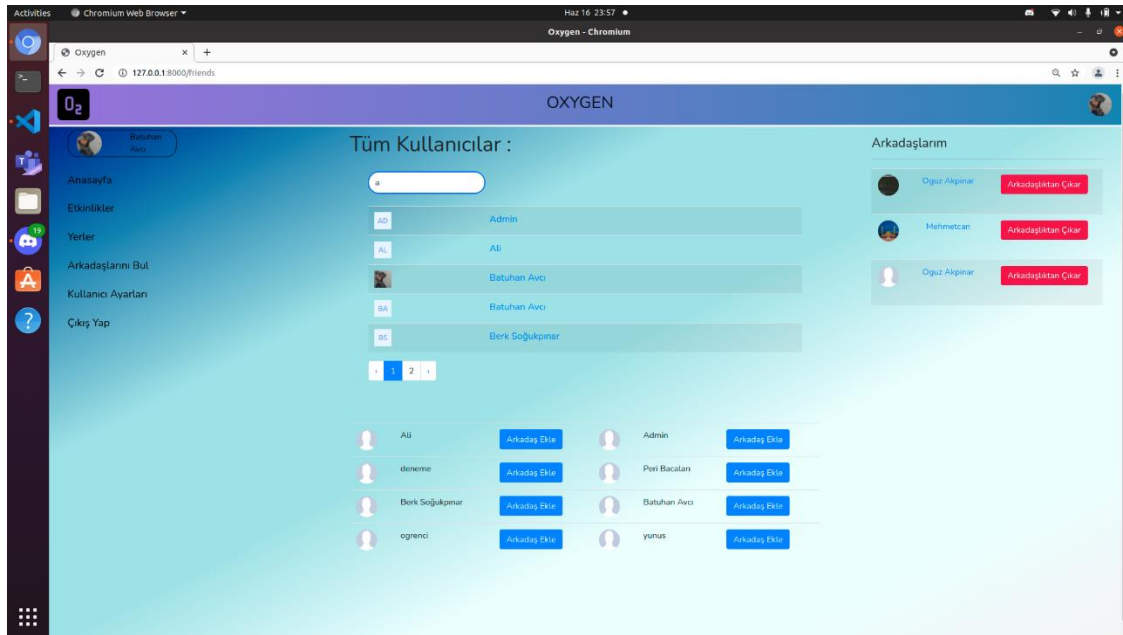 Activities
Chromium Web Browser
Haz 16 23:57
Oxygen - Chromium
Oxygen
127.0.0.1:8000/friends
O2
OXYGEN
Batuhan
Avcı
Anasayfa
Etkinlikler
Yerler
Arkadaşlarını Bul
Kullanıcı Ayarları
Çıkış Yap
19
Tüm Kullanıcılar :
a
AD Admin
AL Ali
Batuhan Avcı
BA Batuhan Avcı
BS Berk Soğukpınar
‹ 1 2 ›
Ali Arkadaş Ekle Admin Arkadaş Ekle
deneme Arkadaş Ekle Peri Bacaları Arkadaş Ekle
Berk Soğukpınar Arkadaş Ekle Batuhan Avcı Arkadaş Ekle
ogrenci Arkadaş Ekle yunus Arkadaş Ekle
Arkadaşlarım
Oguz Akpinar Arkadaşlıktan Çıkar
Mehmetcan Arkadaşlıktan Çıkar
Oguz Akpinar Arkadaşlıktan Çıkar